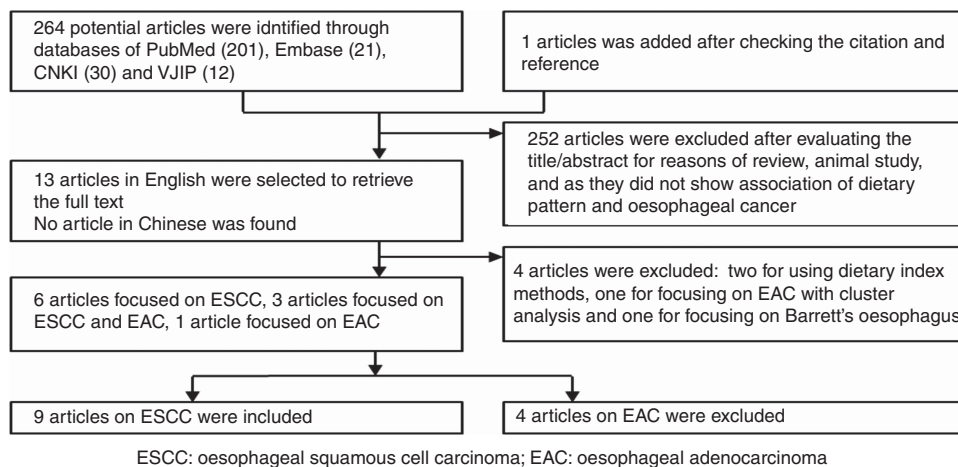 264 potential articles were idntified through
databases of PubMed (201), Embase (21),
CNKI (30) and VJIP (12)
1 articles was added after checking the citation and
reference
252 articles were excluded after evaluating the
title/abstract for reasons of review, animal study,
and as they did not show association of dietary
pattern and oesophageal cancer
13 articles in English were selected to retrieve
the full text
No article in Chinese was found
4 articles were excluded: two for using dietary index
methods, one for focusing on EAC with cluster
analysis and one for focusing on Barrett's oesophagus
6 articles focused on ESCC, 3 articles focused on
ESCC and EAC, 1 article focused on EAC
9 articles on ESCC were included
4 articles on EAC were excluded
ESCC: oesophageal squamous cell carcinoma; EAC: oesophageal adenocarcinoma